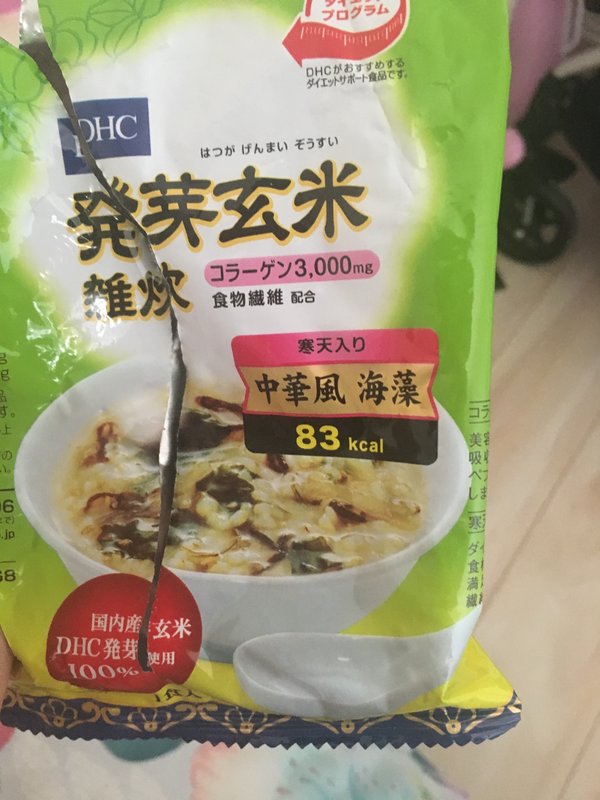 プログラム
DHCがおすすめする
ダイエットサポート食品です。
DHC
はつが げんまい ぞうすい
発芽玄米
雑炊
コラーゲン3,000mg
食物繊維 配合
寒天入り
中華風 海藻
83 kcal
国内産 玄米
DHC発芽 使用
100%